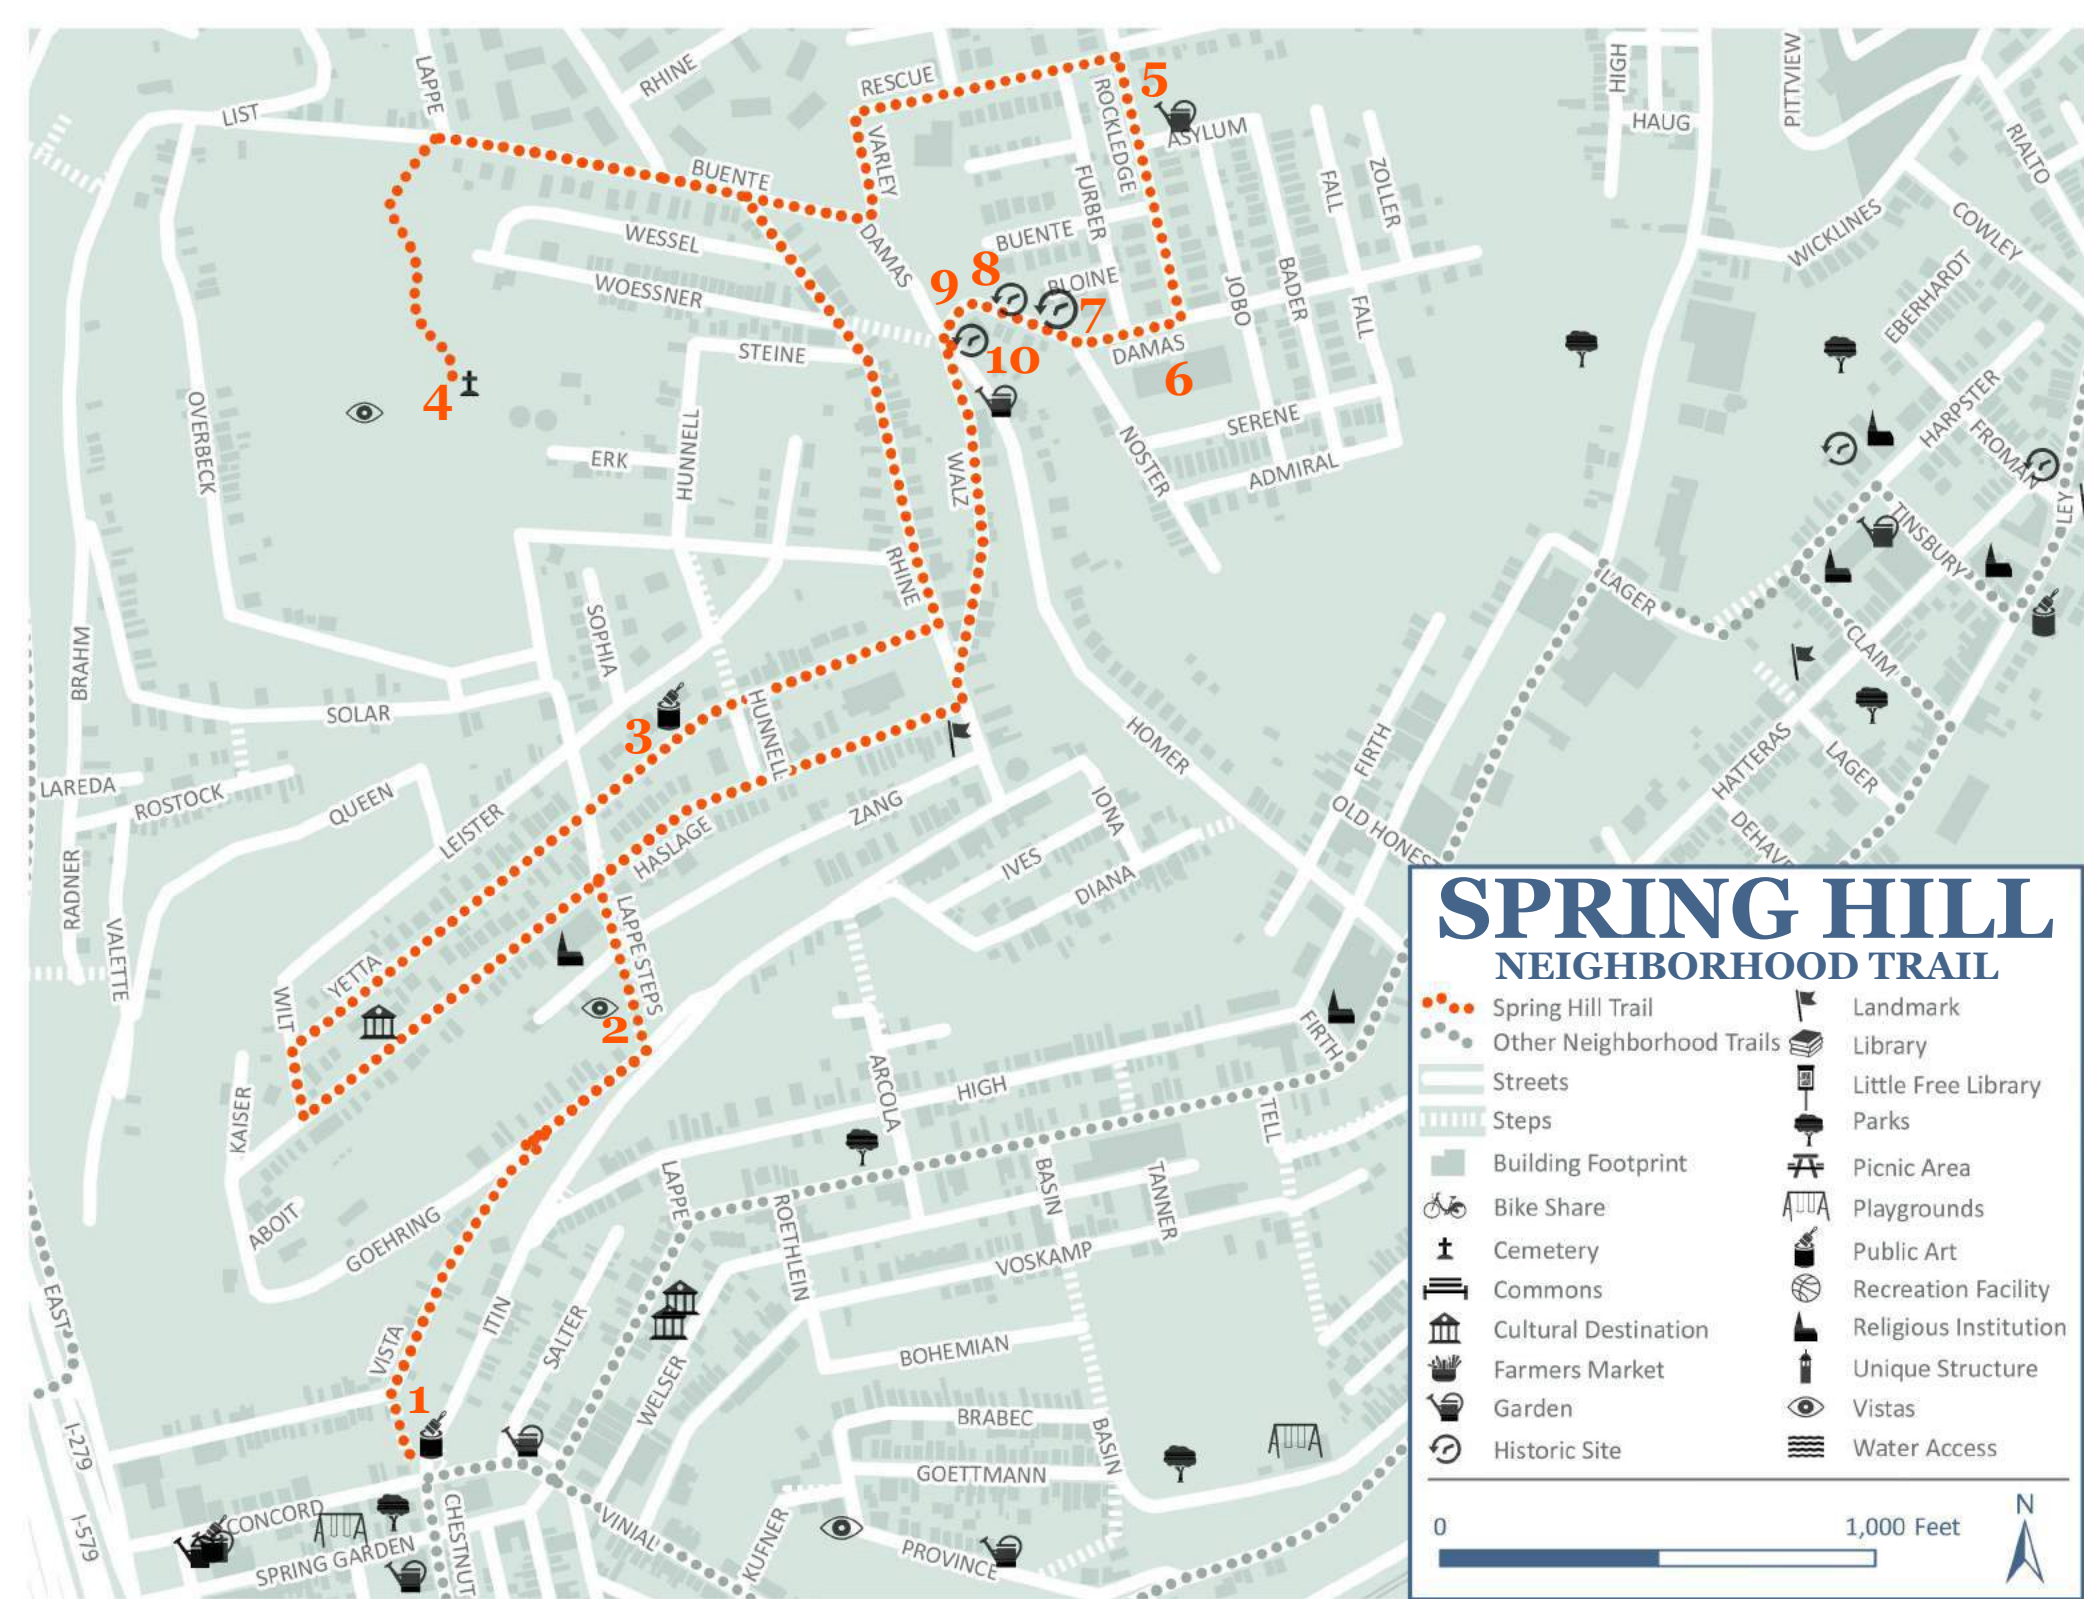 LAPPE
RHINE
RESCUE
5
HIGH
PITTVIEW
LIST
ROCKLEDGE
ASYLUM
HAUG
RIALTO
VARLEY
BUENTE
FURBER
FALL
ZOLLER
WESSEL
DAMAS
BUENTE
WICKLINES
COWLEY
WOESSNER
9
8
BLOINE
7
JOBO
BADER
FALL
EBERHARDT
STEINE
10
DAMAS
6
4
OVERBECK
HUNNELL
ERK
WALZ
NOSTER
SERENE
ADMIRAL
HARPSTER
FROMAN
LEY
TINSBURY
RHINE
LAGER
SOPHIA
BRAHM
CLAIM
SOLAR
3
HUNNELL
HOMER
FIRTH
HATTERAS
LAGER
LAREDA
ROSTOCK
QUEEN
LEISTER
HASLAGE
ZANG
IONA
OLD HONEST
DEHAV
IVES
DIANA
RADNER
VALETTE
LAPPE STEPS
YETTA
WILT
2
FIRTH
ARCOLA
HIGH
KAISER
TELL
ABOIT
GOEHRING
LAPPE
ROETHLEIN
BASIN
TANNER
VOSKAMP
EAST
VISTA
ITIN
SALTER
WELSER
BOHEMIAN
1
BRABEC
BASIN
I-279
GOETTMANN
I-579
CONCORD
SPRING GARDEN
CHESTNUT
VINIAL
KUFNER
PROVINCE
SPRING HILL
NEIGHBORHOOD TRAIL
Spring Hill Trail
Other Neighborhood Trails
Streets
Steps
Building Footprint
Bike Share
Cemetery
Commons
Cultural Destination
Farmers Market
Garden
Historic Site
Landmark
Library
Little Free Library
Parks
Picnic Area
Playgrounds
Public Art
Recreation Facility
Religious Institution
Unique Structure
Vistas
Water Access
0
1,000 Feet
N